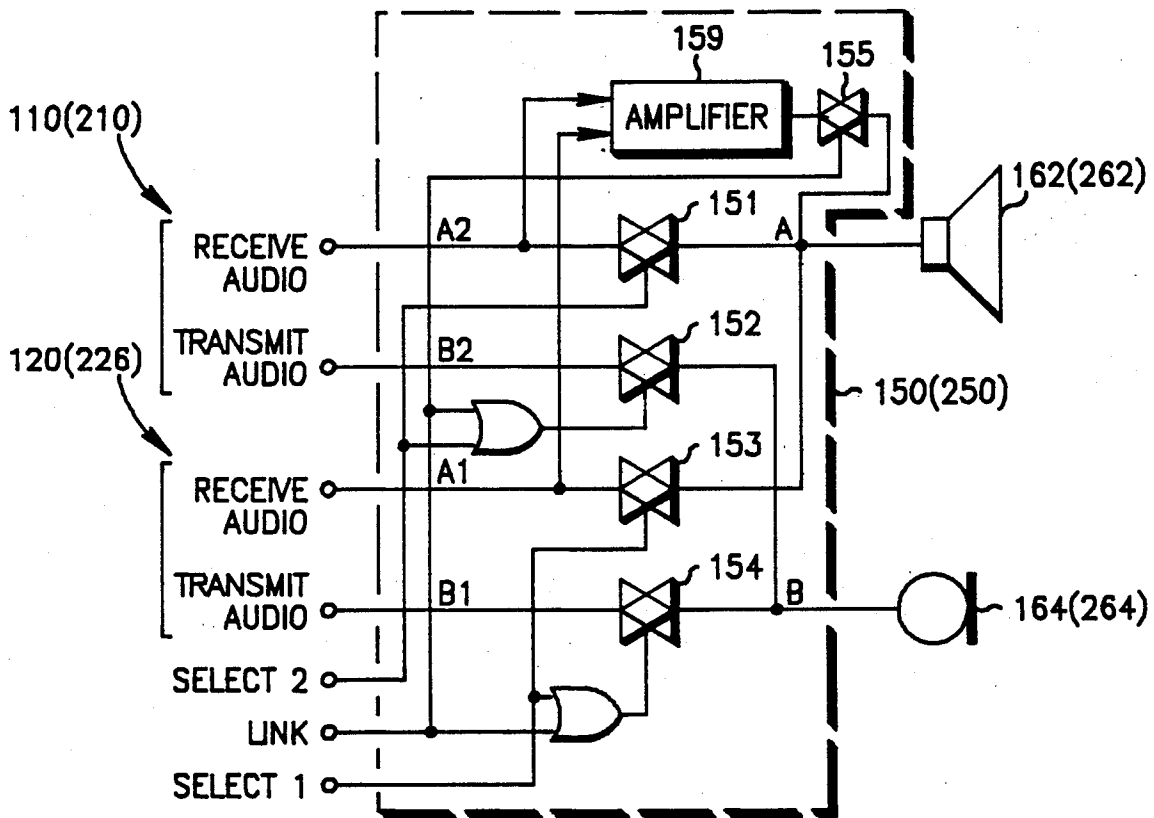 159
155
110(210)
AMPLIFIER
162(262)
151
RECEIVE
AUDIO
A2
A
152
TRANSMIT
AUDIO
B2
120(226)
150(250)
153
RECEIVE
AUDIO
A1
154
TRANSMIT
AUDIO
B1
B
164(264)
SELECT 2
LINK
SELECT 1